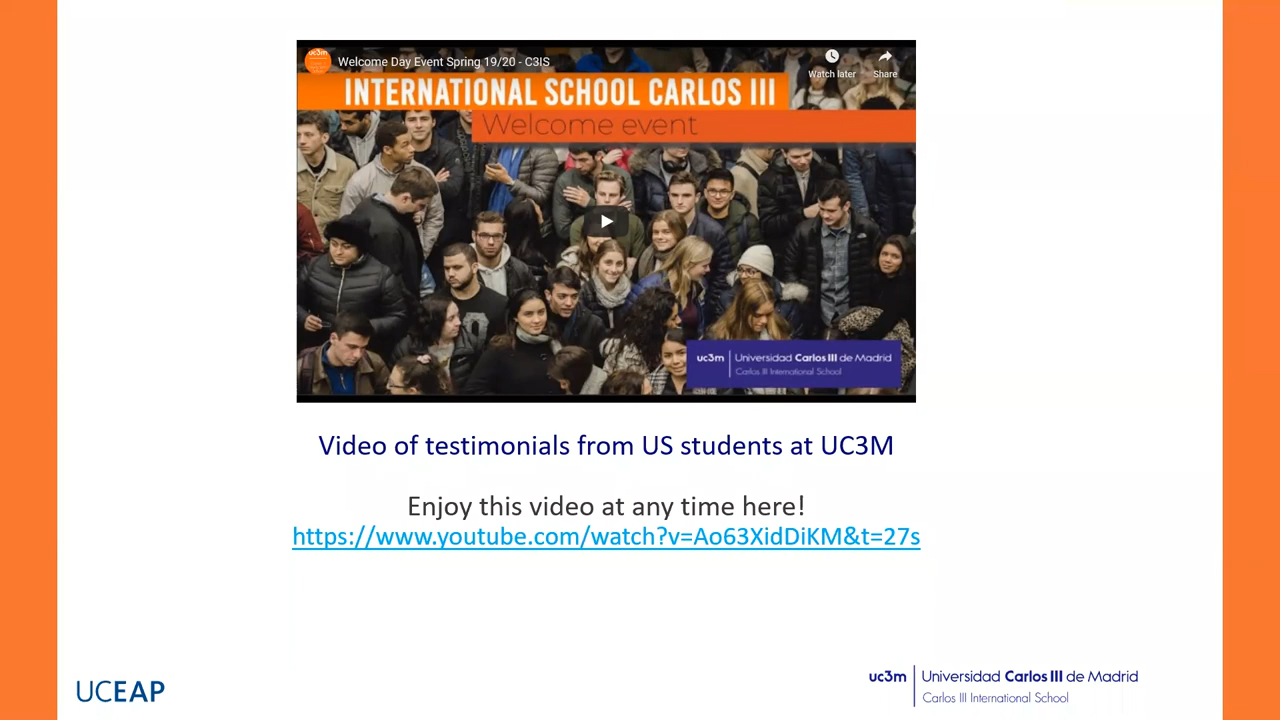 uc3m
Welcome Day Event Spring 19/20 - C3IS
Watch later
Share
INTERNATIONAL SCHOOL CARLOS III
Welcome event
uc3m
Universidad Carlos III de Madrid
Carlos III International School
Video of testimonials from US students at UC3M
Enjoy this video at any time here!
https://www.youtube.com/watch?v=Ao63XidDiKM&t=27s
UCEAP
uc3m
Universidad Carlos III de Madrid
Carlos III International School